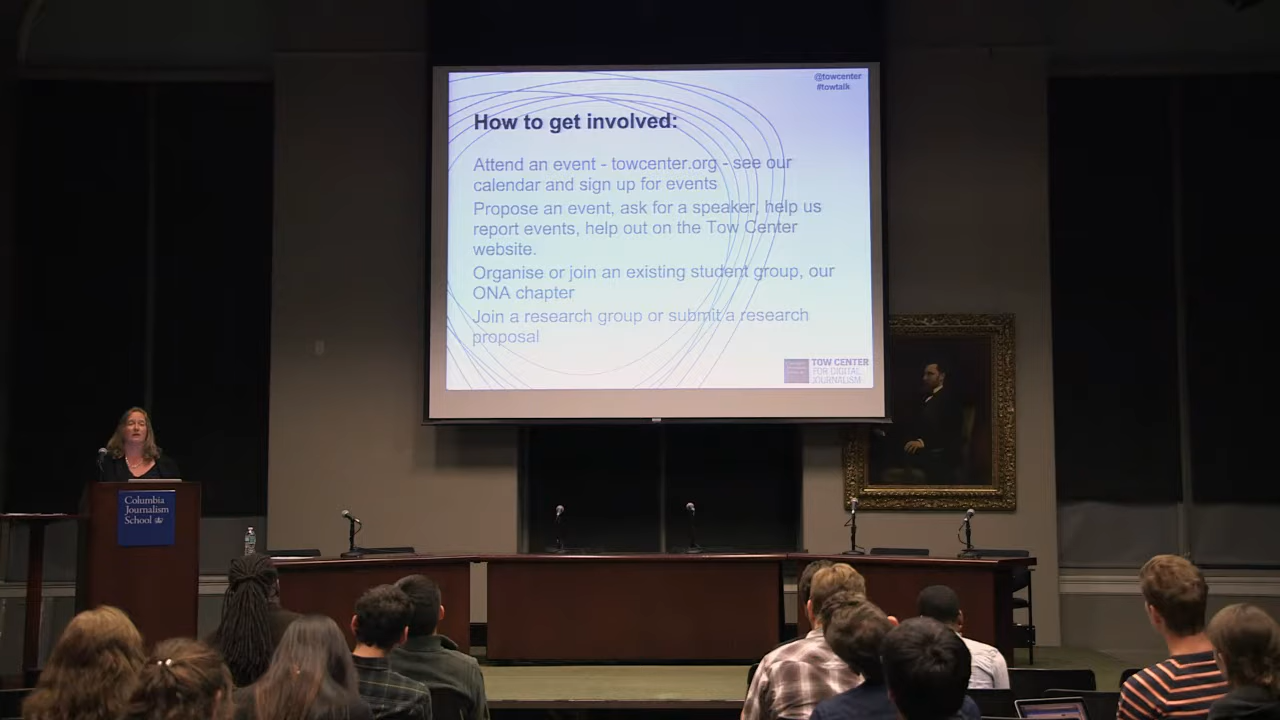 @towcenter
#towtalk
How to get involved:
Attend an event - towcenter.org - see our
calendar and sign up for events
Propose an event, ask for a speaker, help us
report events, help out on the Tow Center
website.
Organise or join an existing student group, our
ONA chapter
Join a research group or submit a research
proposal
TOW CENTER
FOR DIGITAL
JOURNALISM
Columbia
Journalism
School